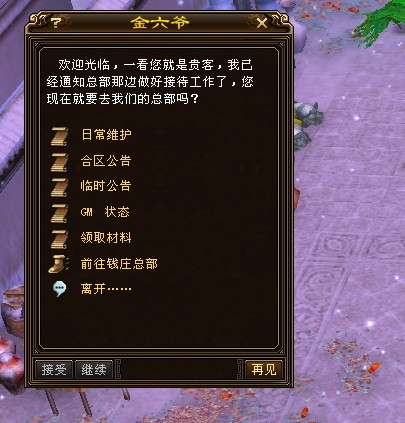 ?
金六爷
欢迎光临，一看您就是贵客，我已
经通知总部那边做好接待工作了，您
现在就要去我们的总部吗？
日常维护
合区公告
临时公告
GM 状态
领取材料
前往钱庄总部
离开……
接受 继续 再见